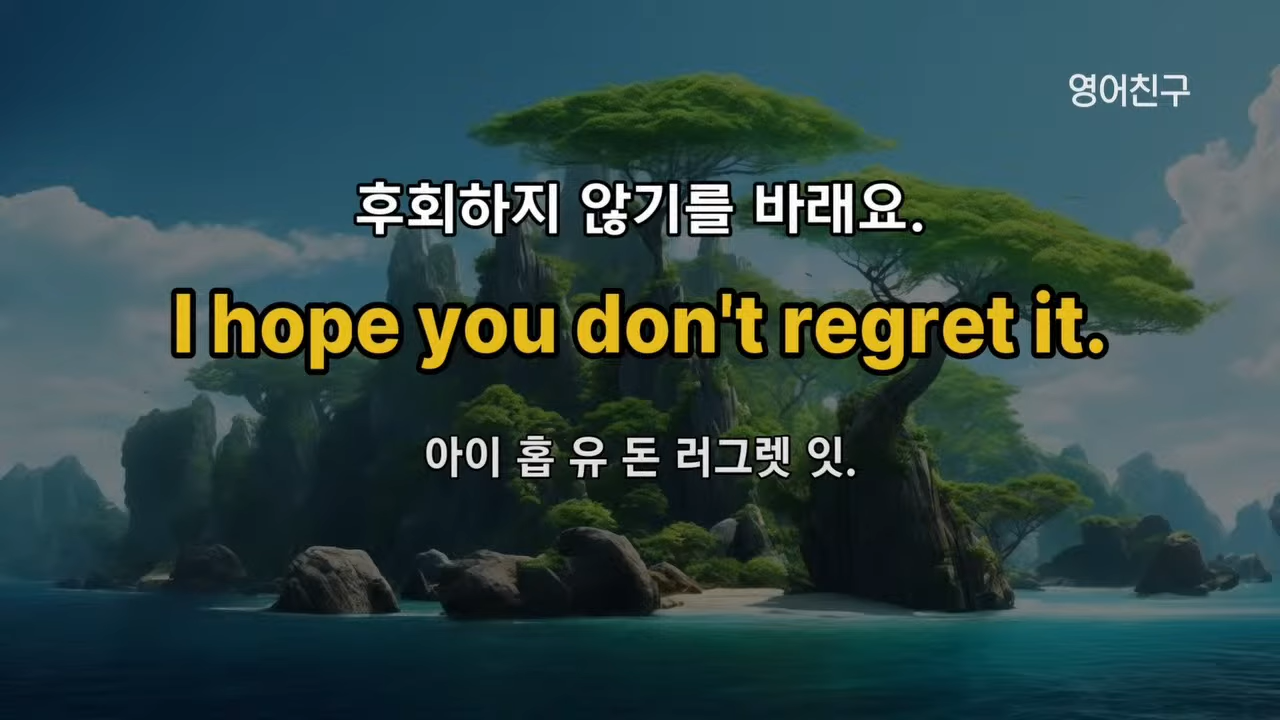 영어친구
후회하지 않기를 바래요.
I hope you don't regret it.
아이 홉 유 돈 러그렛 잇.